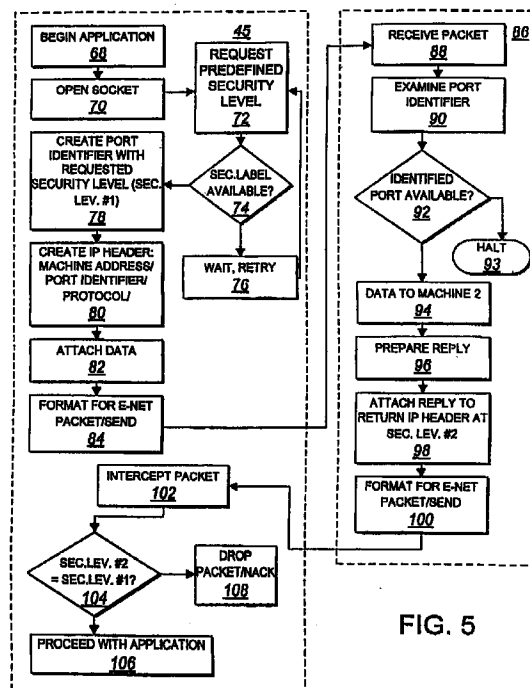 45
BEGIN APPLICATION
68
OPEN SOCKET
70
REQUEST
PREDEFINED
SECURITY
LEVEL
72
SEC.LABEL
AVAILABLE?
74
WAIT, RETRY
76
CREATE PORT
IDENTIFIER WITH
REQUESTED
SECURITY LEVEL (SEC.
LEV. #1)
78
CREATE IP HEADER:
MACHINE ADDRESS/
PORT IDENTIFIER/
PROTOCOL/
80
ATTACH DATA
82
FORMAT FOR E-NET
PACKET/SEND
84
86
RECEIVE PACKET
88
EXAMINE PORT
IDENTIFIER
90
IDENTIFIED
PORT AVAILABLE?
92
HALT
93
DATA TO MACHINE 2
94
PREPARE REPLY
96
ATTACH REPLY TO
RETURN IP HEADER AT
SEC. LEV. #2
98
FORMAT FOR E-NET
PACKET/SEND
100
INTERCEPT PACKET
102
SEC.LEV. #2
= SEC.LEV. #1?
104
DROP
PACKET/NACK
108
PROCEED WITH APPLICATION
106
FIG. 5